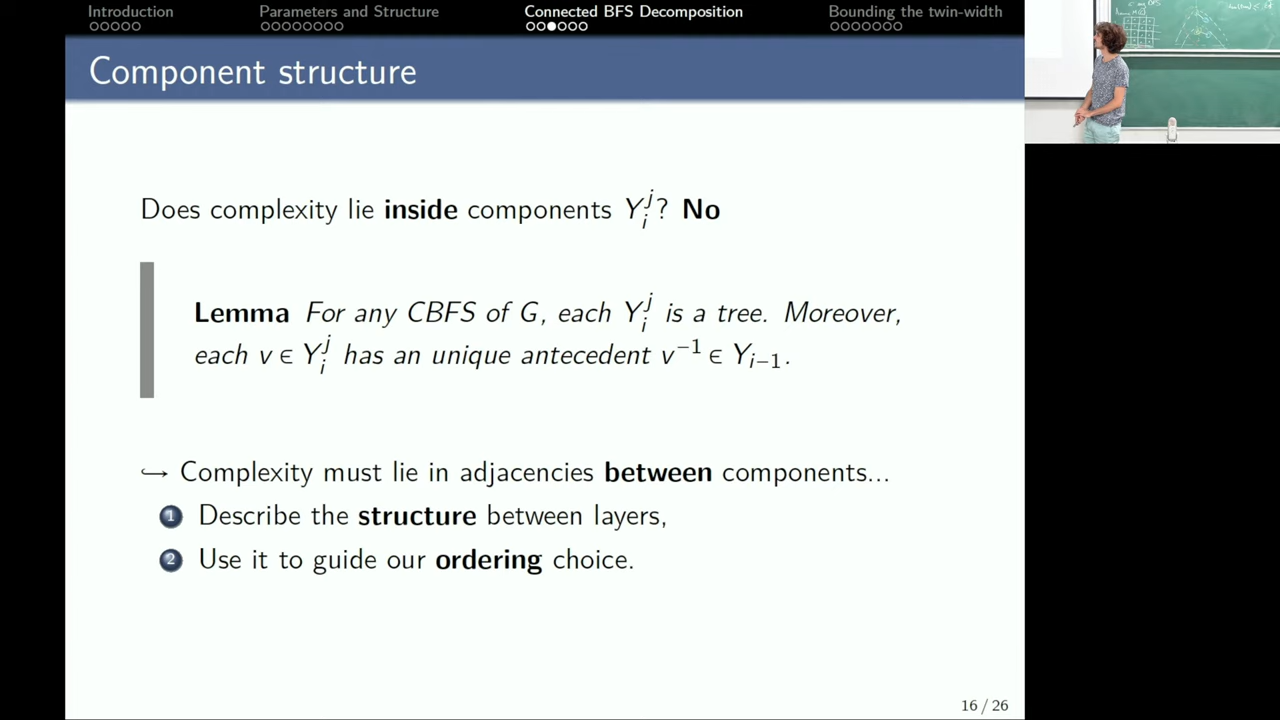 Introduction
Parameters and Structure
Connected BFS Decomposition
Bounding the twin-width
Component structure
Does complexity lie inside components Y_i^j? No
Lemma For any CBFS of G, each Y_i^j is a tree. Moreover,
each v ∈ Y_i^j has an unique antecedent v^{-1} ∈ Y_{i-1}.
↪ Complexity must lie in adjacencies between components...
1 Describe the structure between layers,
2 Use it to guide our ordering choice.
16 / 26